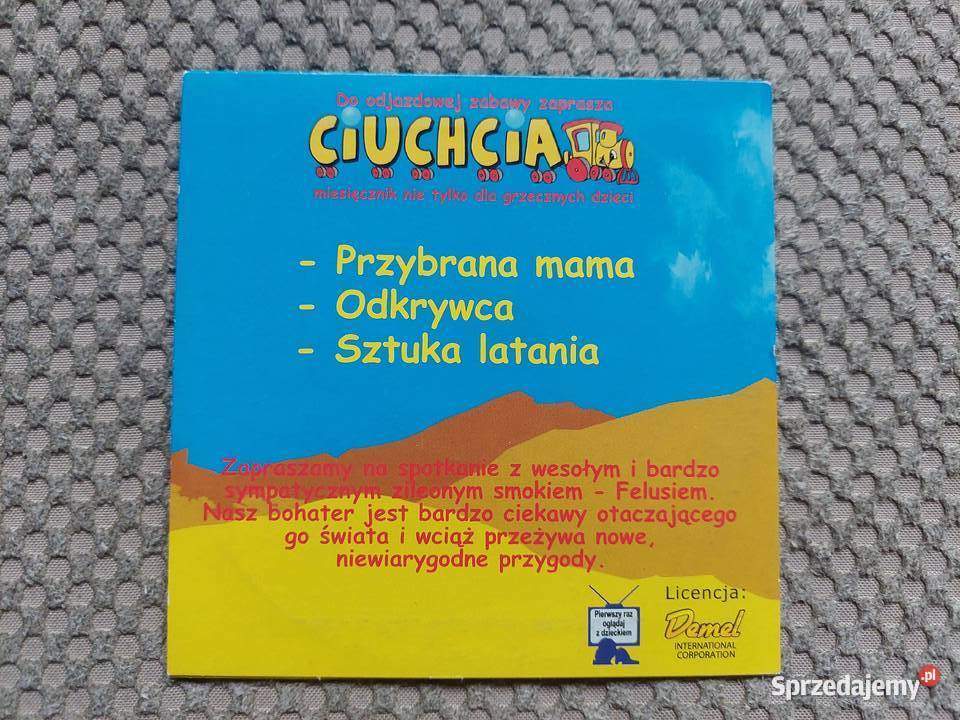 Do odjazdowej zabawy zaprasza
CiUCHCiA
miesięcznik nie tylko dla grzecznych dzieci
- Przybrana mama
- Odkrywca
- Sztuka latania
Zapraszamy na spotkanie z wesołym i bardzo
sympatycznym zileonym smokiem - Felusiem.
Nasz bohater jest bardzo ciekawy otaczającego
go świata i wciąż przeżywa nowe,
niewiarygodne przygody.
Pierwszy raz
oglądaj
z dzieckiem
Licencja:
Demel
INTERNATIONAL
CORPORATION
Sprzedajemy.pl